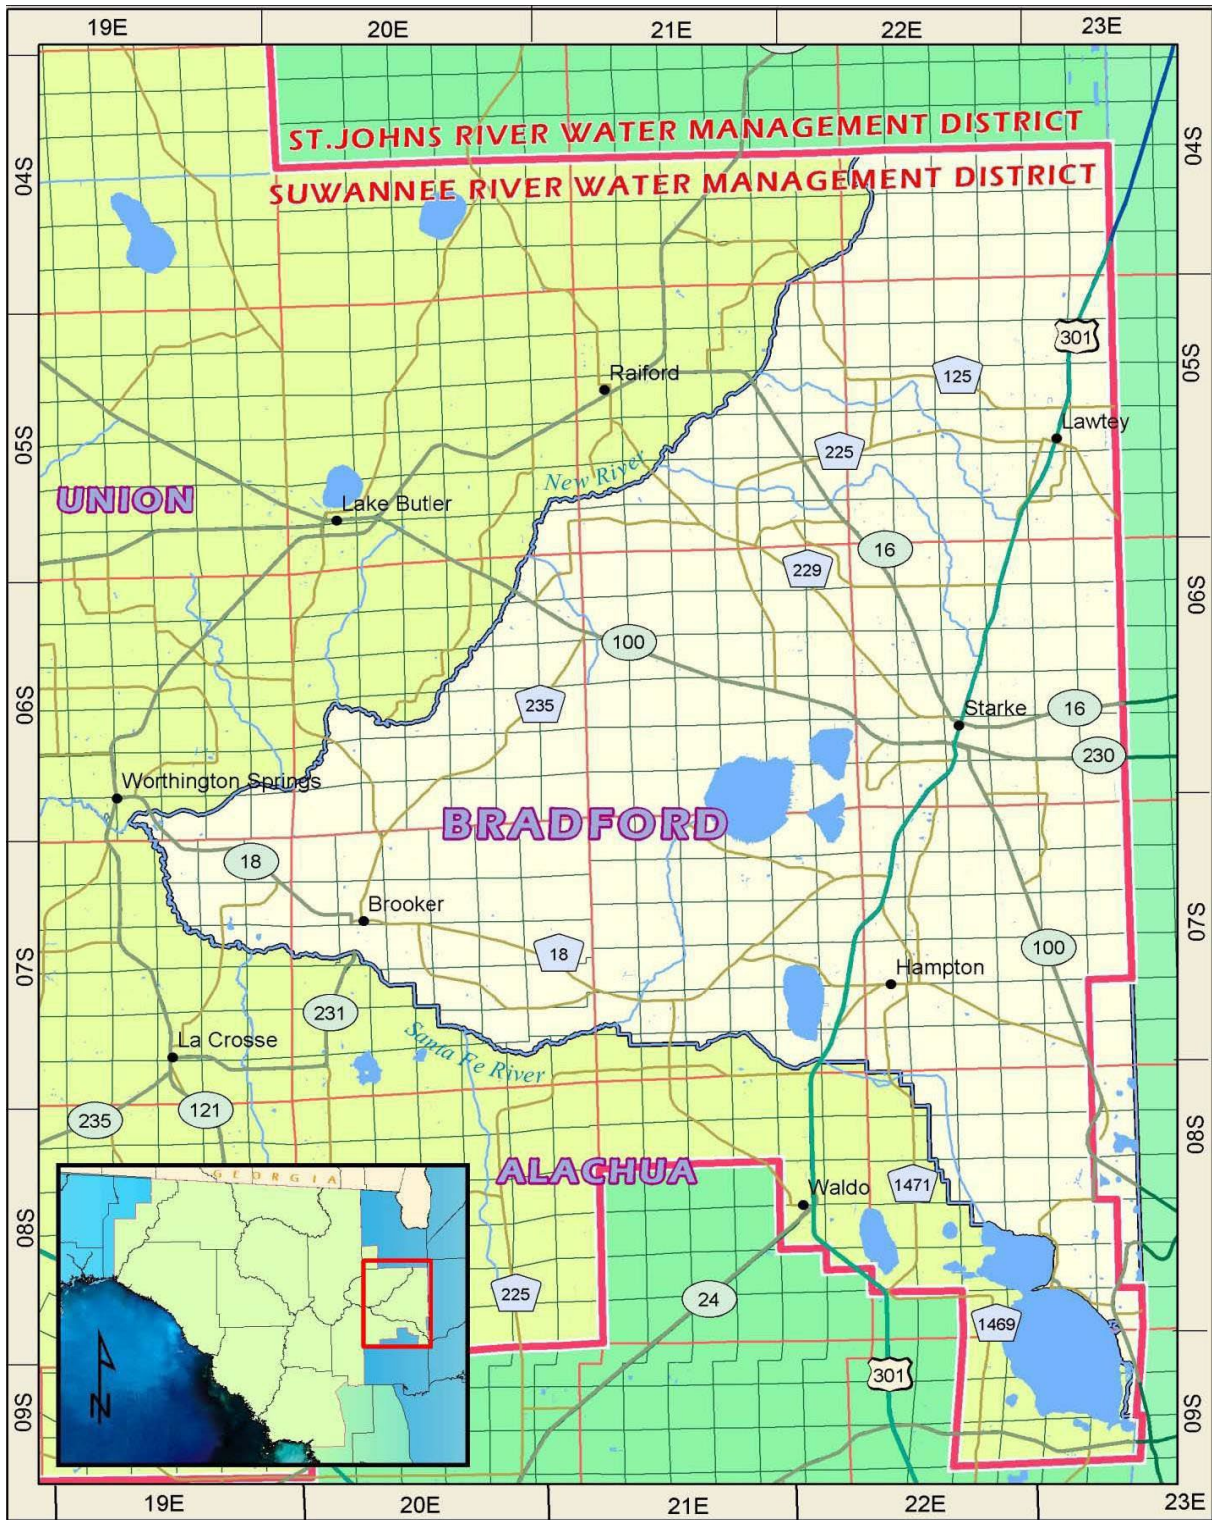 19E 20E 21E 22E 23E
04S
04S
ST.JOHNS RIVER WATER MANAGEMENT DISTRICT
SUWANNEE RIVER WATER MANAGEMENT DISTRICT
301
05S
Raiford
125
Lawtey
05S
225
New River
UNION
Lake Butler
16
229
06S
100
235
06S
Starke
16
230
Worthington Springs
BRADFORD
18
Brooker
07S
18
100
07S
Hampton
231
La Crosse
Santa Fe River
235
121
08S
ALACHUA
GEORGIA
Waldo
1471
08S
225
24
1469
301
N
09S
09S
19E 20E 21E 22E 23E